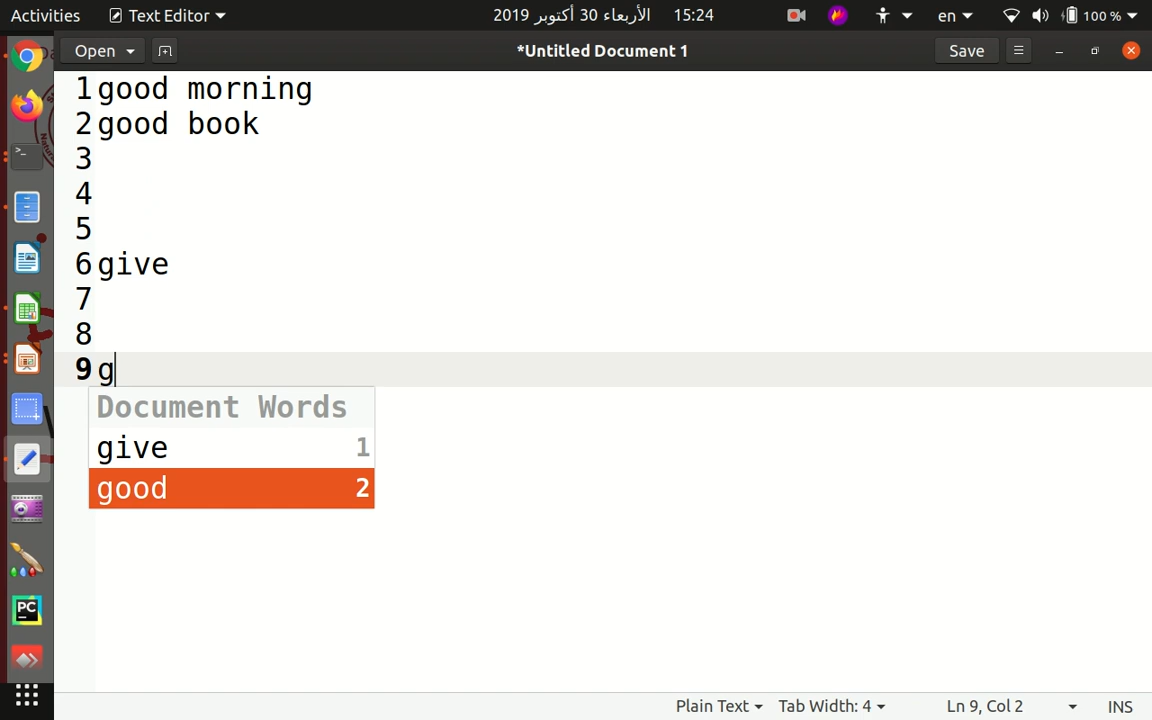 Activities Text Editor الأربعاء 30 أكتوبر 2019 15:24 en 100 %
Open *Untitled Document 1 Save
1 good morning
2 good book
3
4
5
6 give
7
8
9 g
Document Words
give 1
good 2
PC
Plain Text Tab Width: 4 Ln 9, Col 2 INS